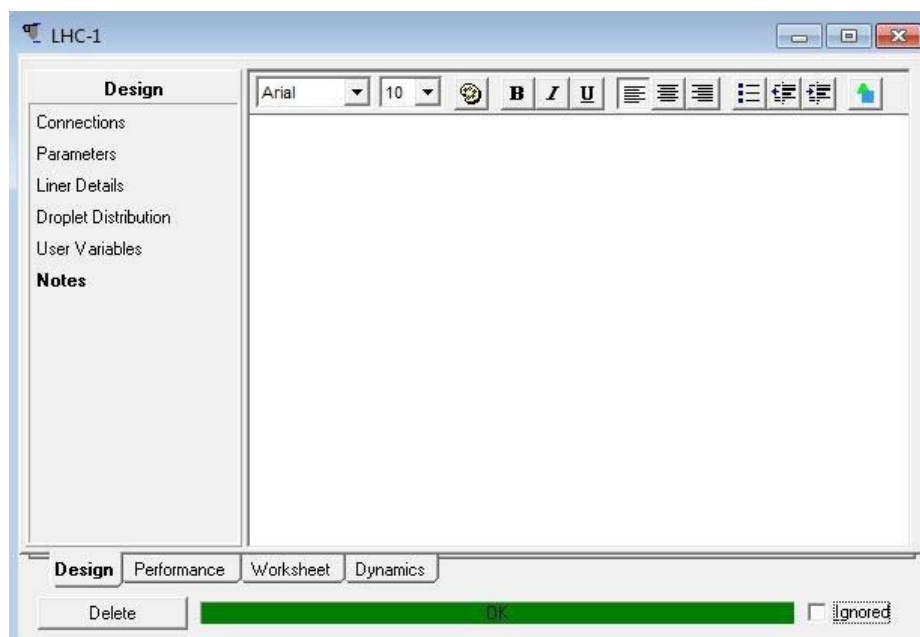 LHC-1
Design
Connections
Parameters
Liner Details
Droplet Distribution
User Variables
Notes
Arial 10 B I U
Design Performance Worksheet Dynamics
Delete OK Ignored